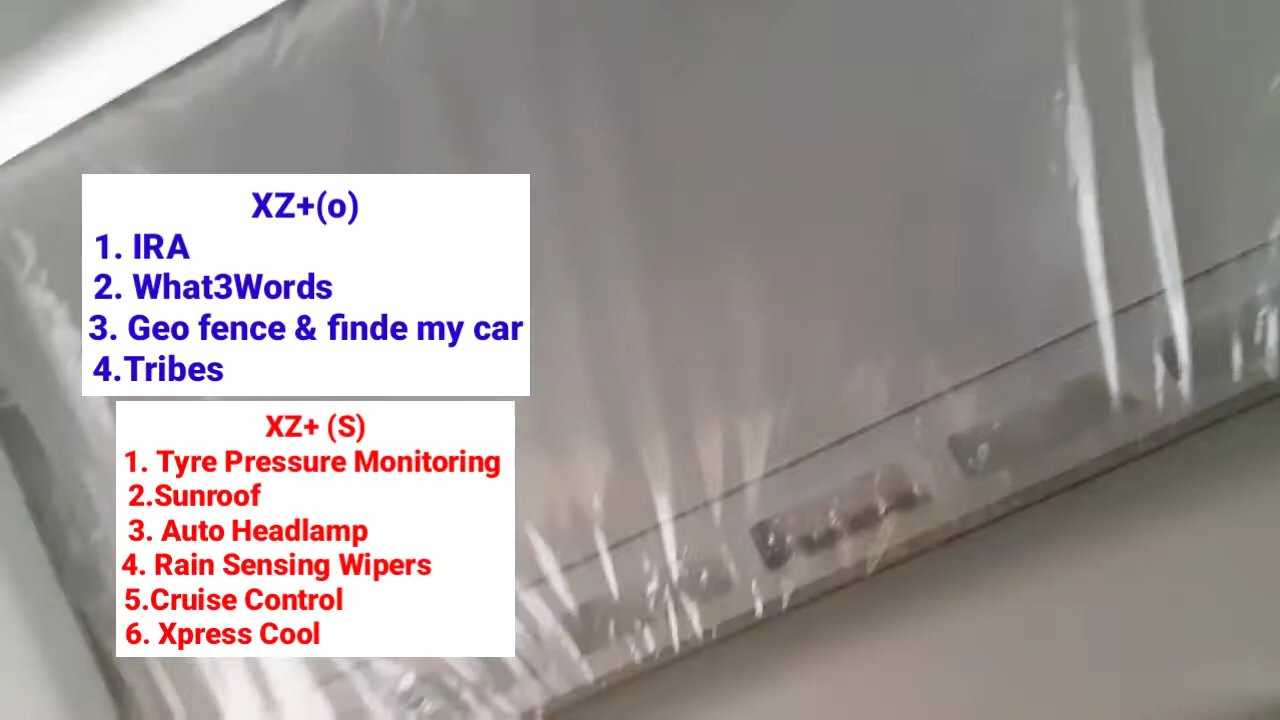 XZ+(o)
1. IRA
2. What3Words
3. Geo fence & finde my car
4.Tribes
XZ+ (S)
1. Tyre Pressure Monitoring
2.Sunroof
3. Auto Headlamp
4. Rain Sensing Wipers
5.Cruise Control
6. Xpress Cool